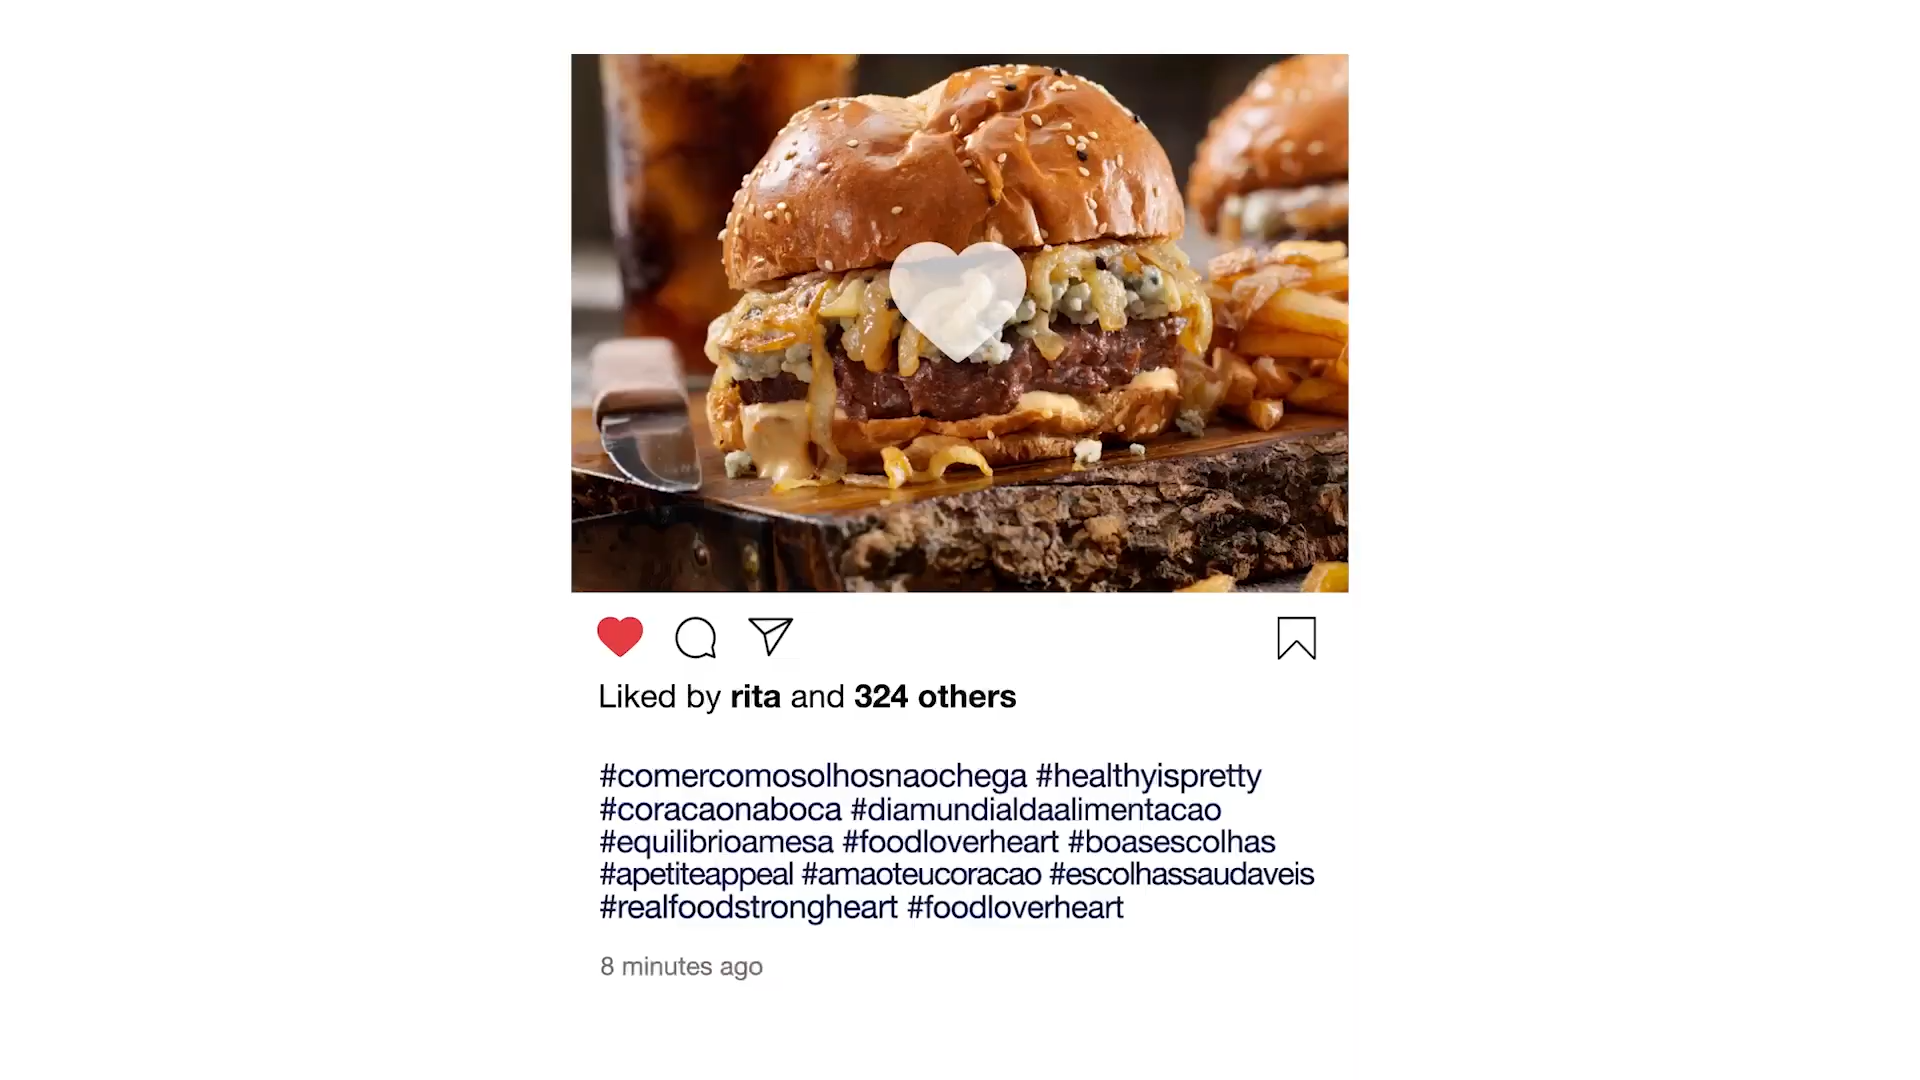 Liked by rita and 324 others
#comercomosolhosnaochega #healthyispretty
#coracaonaboca #diamundialdaalimentacao
#equilibrioamesa #foodloverheart #boasescolhas
#apetiteappeal #amaoteucoracao #escolhassaudaveis
#realfoodstrongheart #foodloverheart
8 minutes ago